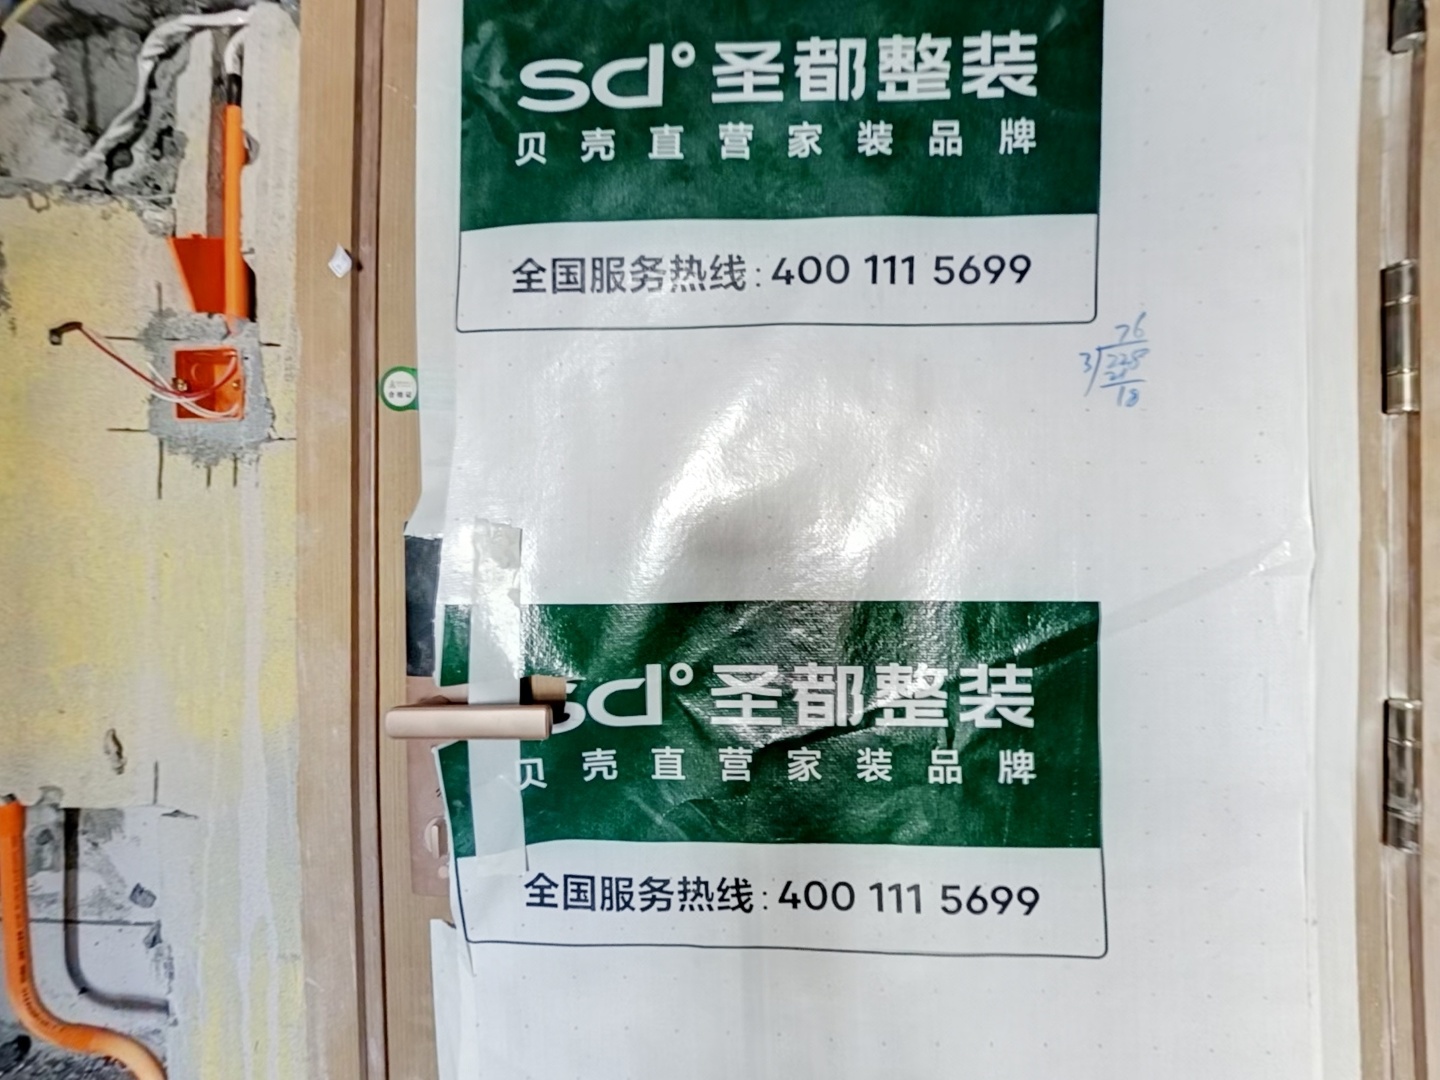 sd° 圣都整装
贝壳直营家装品牌
全国服务热线:400 111 5699
76
3 228
21
18
sd° 圣都整装
贝壳直营家装品牌
全国服务热线:400 111 5699